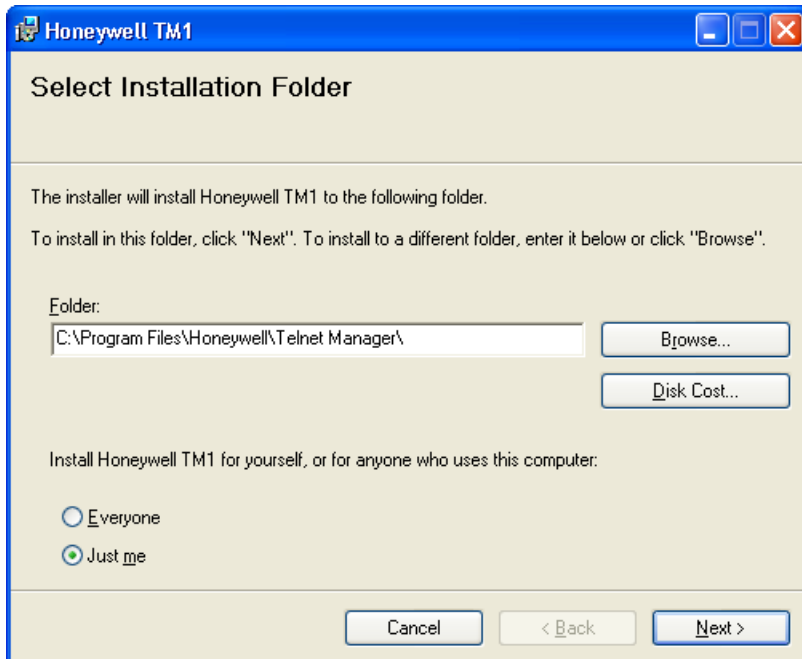 Honeywell TM1
Select Installation Folder
The installer will install Honeywell TM1 to the following folder.
To install in this folder, click "Next". To install to a different folder, enter it below or click "Browse".
Folder:
C:\Program Files\Honeywell\Telnet Manager\
Browse...
Disk Cost...
Install Honeywell TM1 for yourself, or for anyone who uses this computer:
Everyone
Just me
Cancel
< Back
Next >